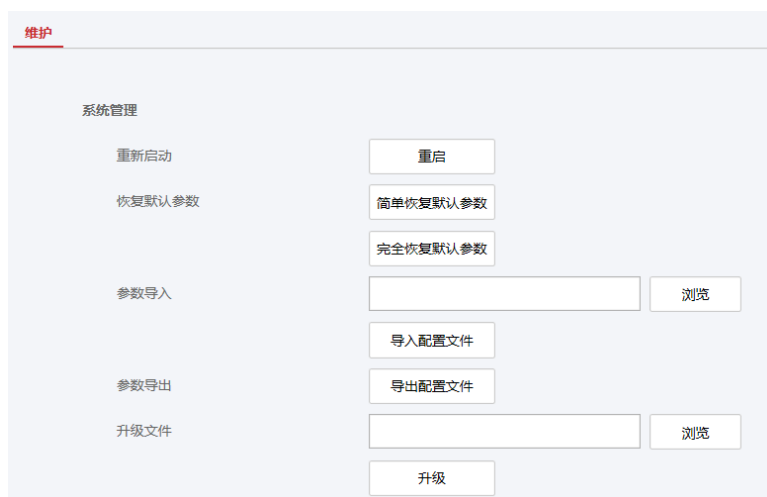 维护
系统管理
重新启动 重启
恢复默认参数 简单恢复默认参数
完全恢复默认参数
参数导入 浏览
导入配置文件
参数导出 导出配置文件
升级文件 浏览
升级